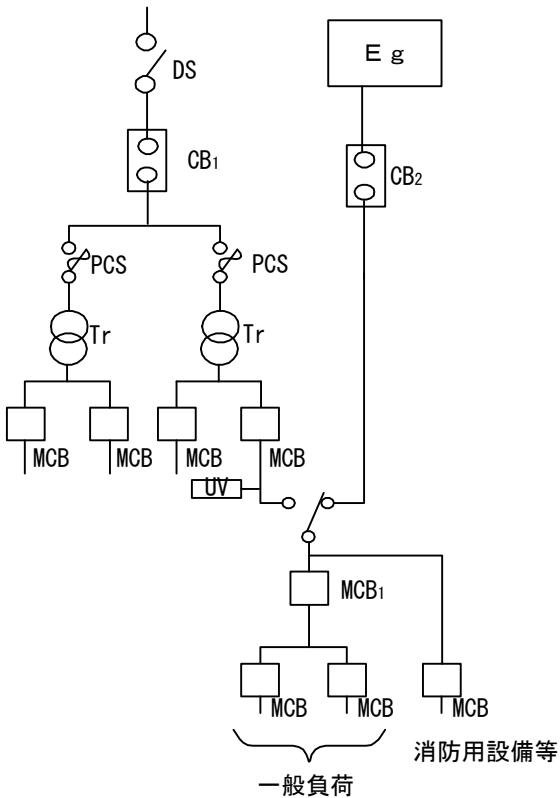 Ｅｇ
DS
CB₁
CB₂
PCS
PCS
Tr
Tr
MCB
MCB
MCB
MCB
UV
MCB₁
MCB
MCB
MCB
消防用設備等
一般負荷